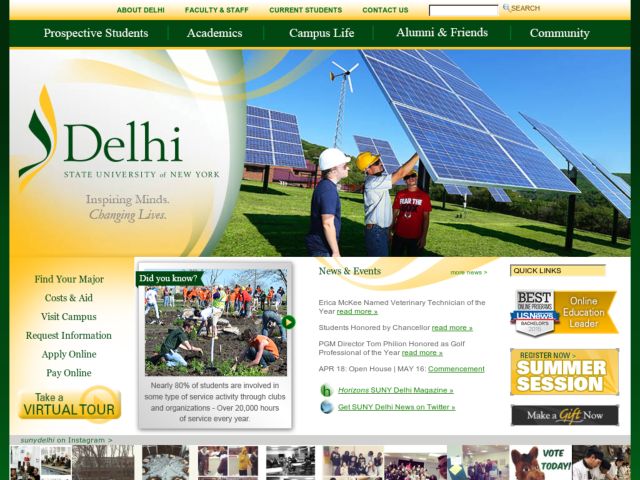 ABOUT DELHI FACULTY & STAFF CURRENT STUDENTS CONTACT US SEARCH
Prospective Students Academics Campus Life Alumni & Friends Community
Delhi
STATE UNIVERSITY of NEW YORK
Inspiring Minds.
Changing Lives.
FEAR THE
Find Your Major
Costs & Aid
Visit Campus
Request Information
Apply Online
Pay Online
Take a
VIRTUAL TOUR
Did you know?
Nearly 80% of students are involved in
some type of service activity through clubs
and organizations - Over 20,000 hours
of service every year.
News & Events more news >
Erica McKee Named Veterinary Technician of the
Year read more »
Students Honored by Chancellor read more »
PGM Director Tom Philion Honored as Golf
Professional of the Year read more »
APR 18: Open House | MAY 16: Commencement
Horizons SUNY Delhi Magazine »
Get SUNY Delhi News on Twitter »
QUICK LINKS
BEST
ONLINE PROGRAMS
U.S.News
BACHELOR'S
2015
Online
Education
Leader
REGISTER NOW >
SUMMER
SESSION
Make a Gift Now
sunydelhi on Instagram >
VOTE
TODAY!